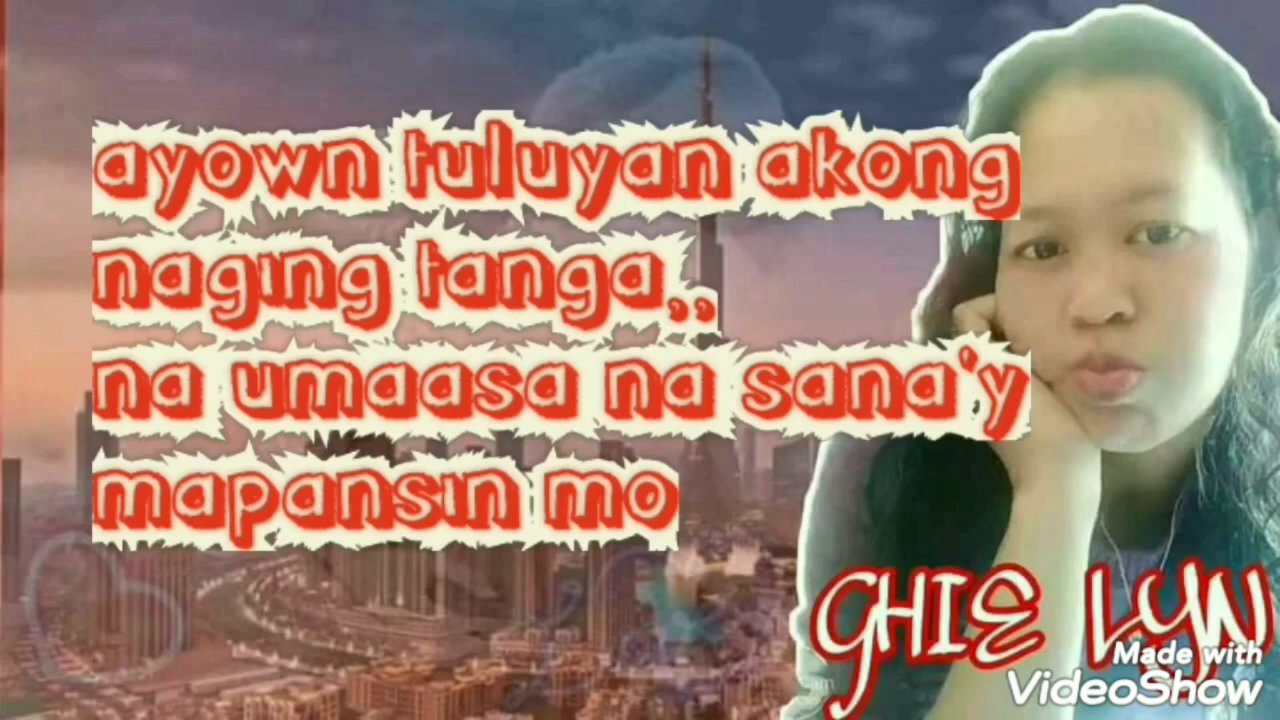 ayown tuluyan akong
naging tanga,,
na umaasa na sana'y
mapansin mo
GHIE LYN
Made with
VideoShow